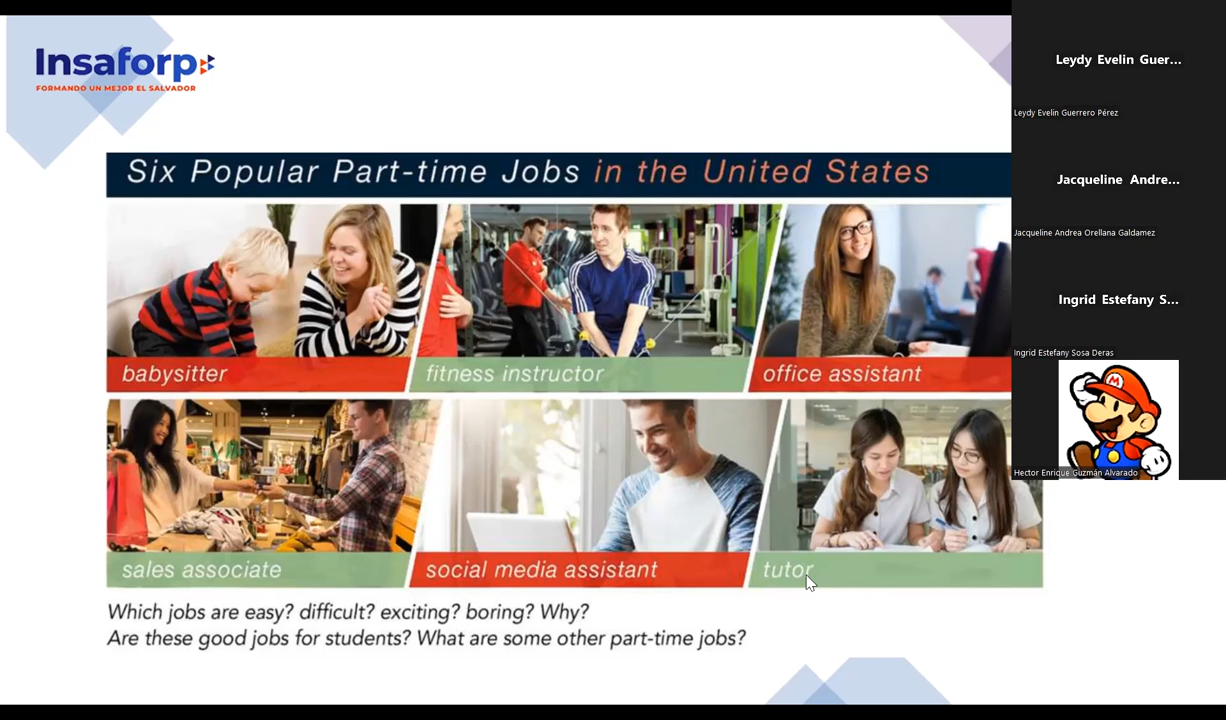 Insaforp
FORMANDO UN MEJOR EL SALVADOR
Six Popular Part-time Jobs in the United States
babysitter
fitness instructor
office assistant
sales associate
social media assistant
tutor
Which jobs are easy? difficult? exciting? boring? Why?
Are these good jobs for students? What are some other part-time jobs?
Leydy Evelin Guer...
Leydy Evelin Guerrero Pérez
Jacqueline Andre...
Jacqueline Andrea Orellana Galdamez
Ingrid Estefany S...
Ingrid Estefany Sosa Deras
M
Hector Enrique Guzmán Alvarado